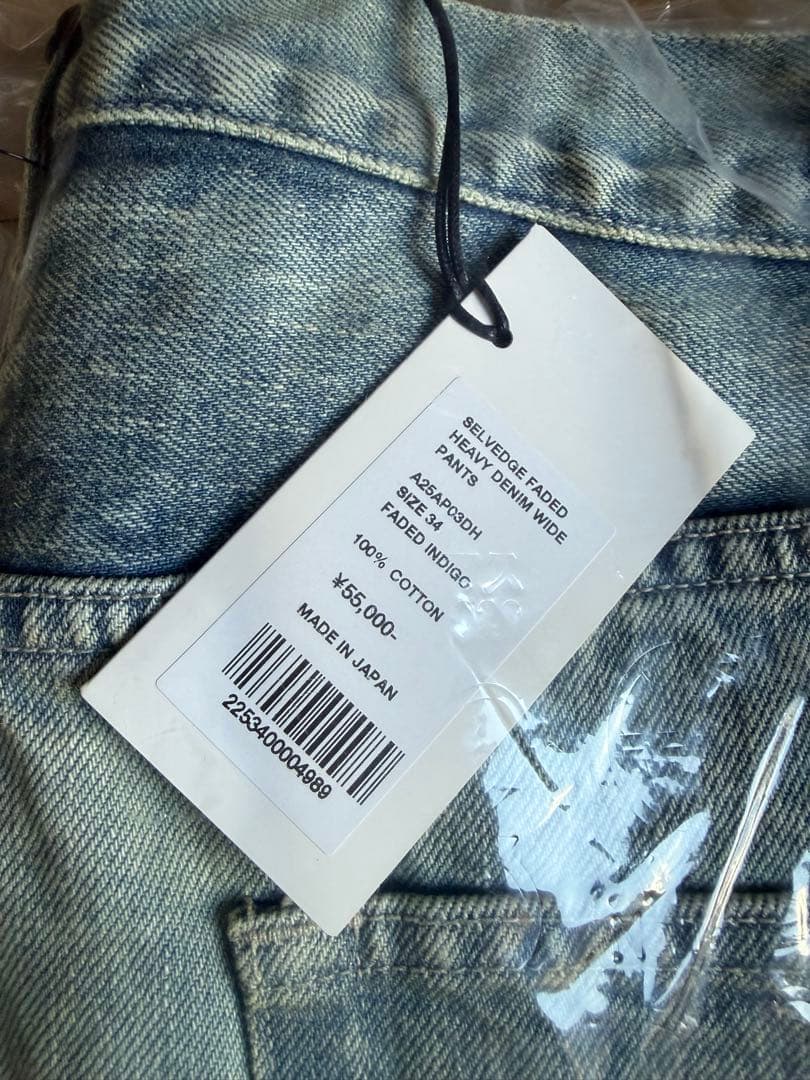 SELVEDGE FADED
HEAVY DENIM WIDE
PANTS
A25AP03DH
SIZE 34
FADED INDIGO
100% COTTON
¥55,000-
MADE IN JAPAN
2253400004989